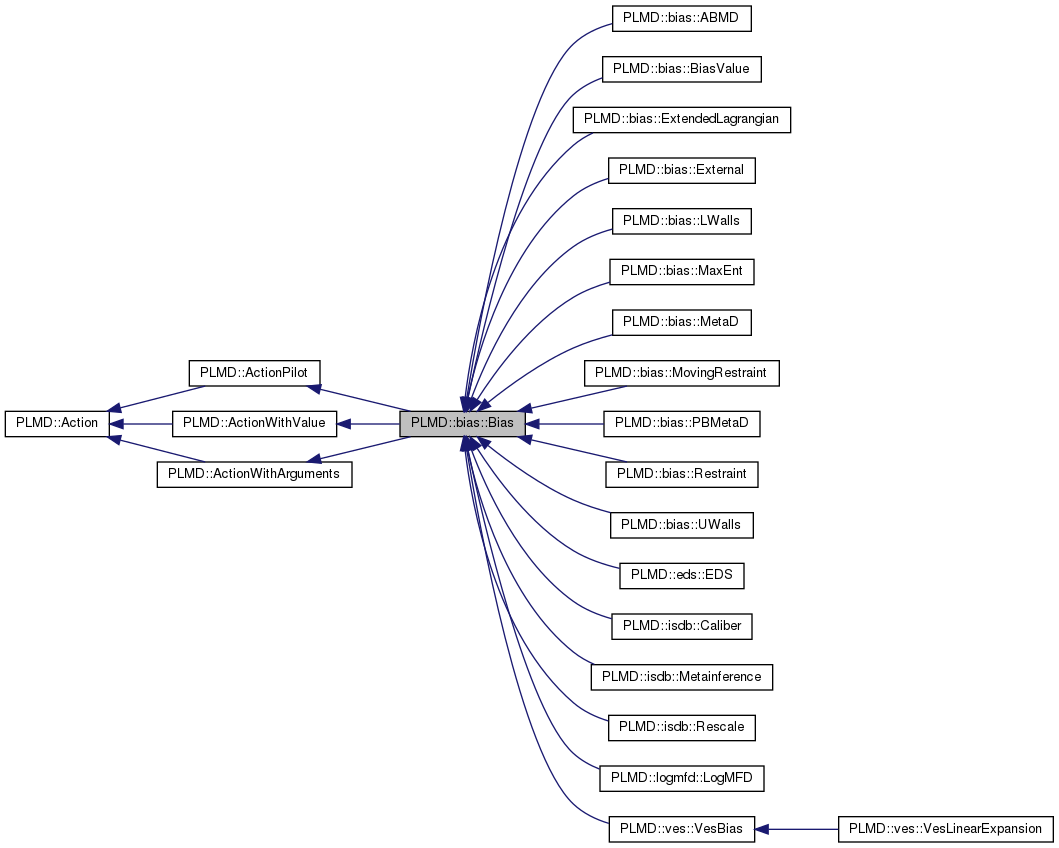 PLMD::bias::ABMD
PLMD::bias::BiasValue
PLMD::bias::ExtendedLagrangian
PLMD::bias::External
PLMD::bias::LWalls
PLMD::bias::MaxEnt
PLMD::bias::MetaD
PLMD::ActionPilot
PLMD::bias::MovingRestraint
PLMD::Action
PLMD::ActionWithValue
PLMD::bias::Bias
PLMD::bias::PBMetaD
PLMD::ActionWithArguments
PLMD::bias::Restraint
PLMD::bias::UWalls
PLMD::eds::EDS
PLMD::isdb::Caliber
PLMD::isdb::Metainference
PLMD::isdb::Rescale
PLMD::logmfd::LogMFD
PLMD::ves::VesBias
PLMD::ves::VesLinearExpansion